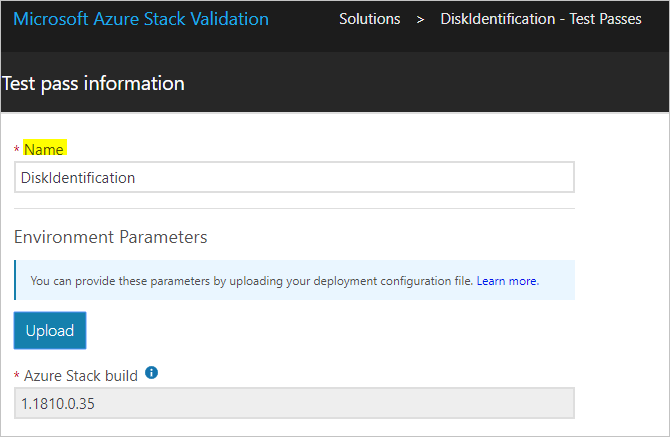 Microsoft Azure Stack Validation Solutions > DiskIdentification - Test Passes
Test pass information
* Name
DiskIdentification
Environment Parameters
You can provide these parameters by uploading your deployment configuration file. Learn more.
Upload
* Azure Stack build i
1.1810.0.35